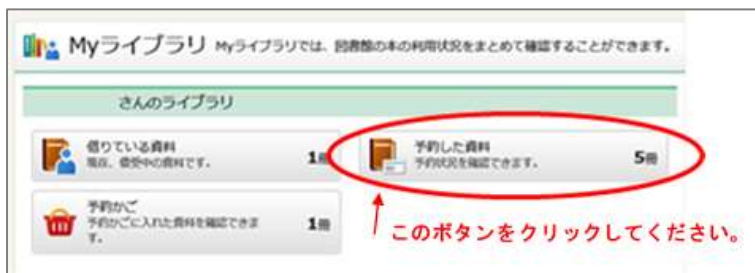 Myライブラリ Myライブラリでは、図書館の本の利用状況をまとめて確認することができます。
さんのライブラリ
借りている資料
現在、借受中の資料です。
1冊
予約した資料
予約状況を確認できます。
5冊
予約かご
予約かごに入れた資料を確認できま
す。
1冊
このボタンをクリックしてください。